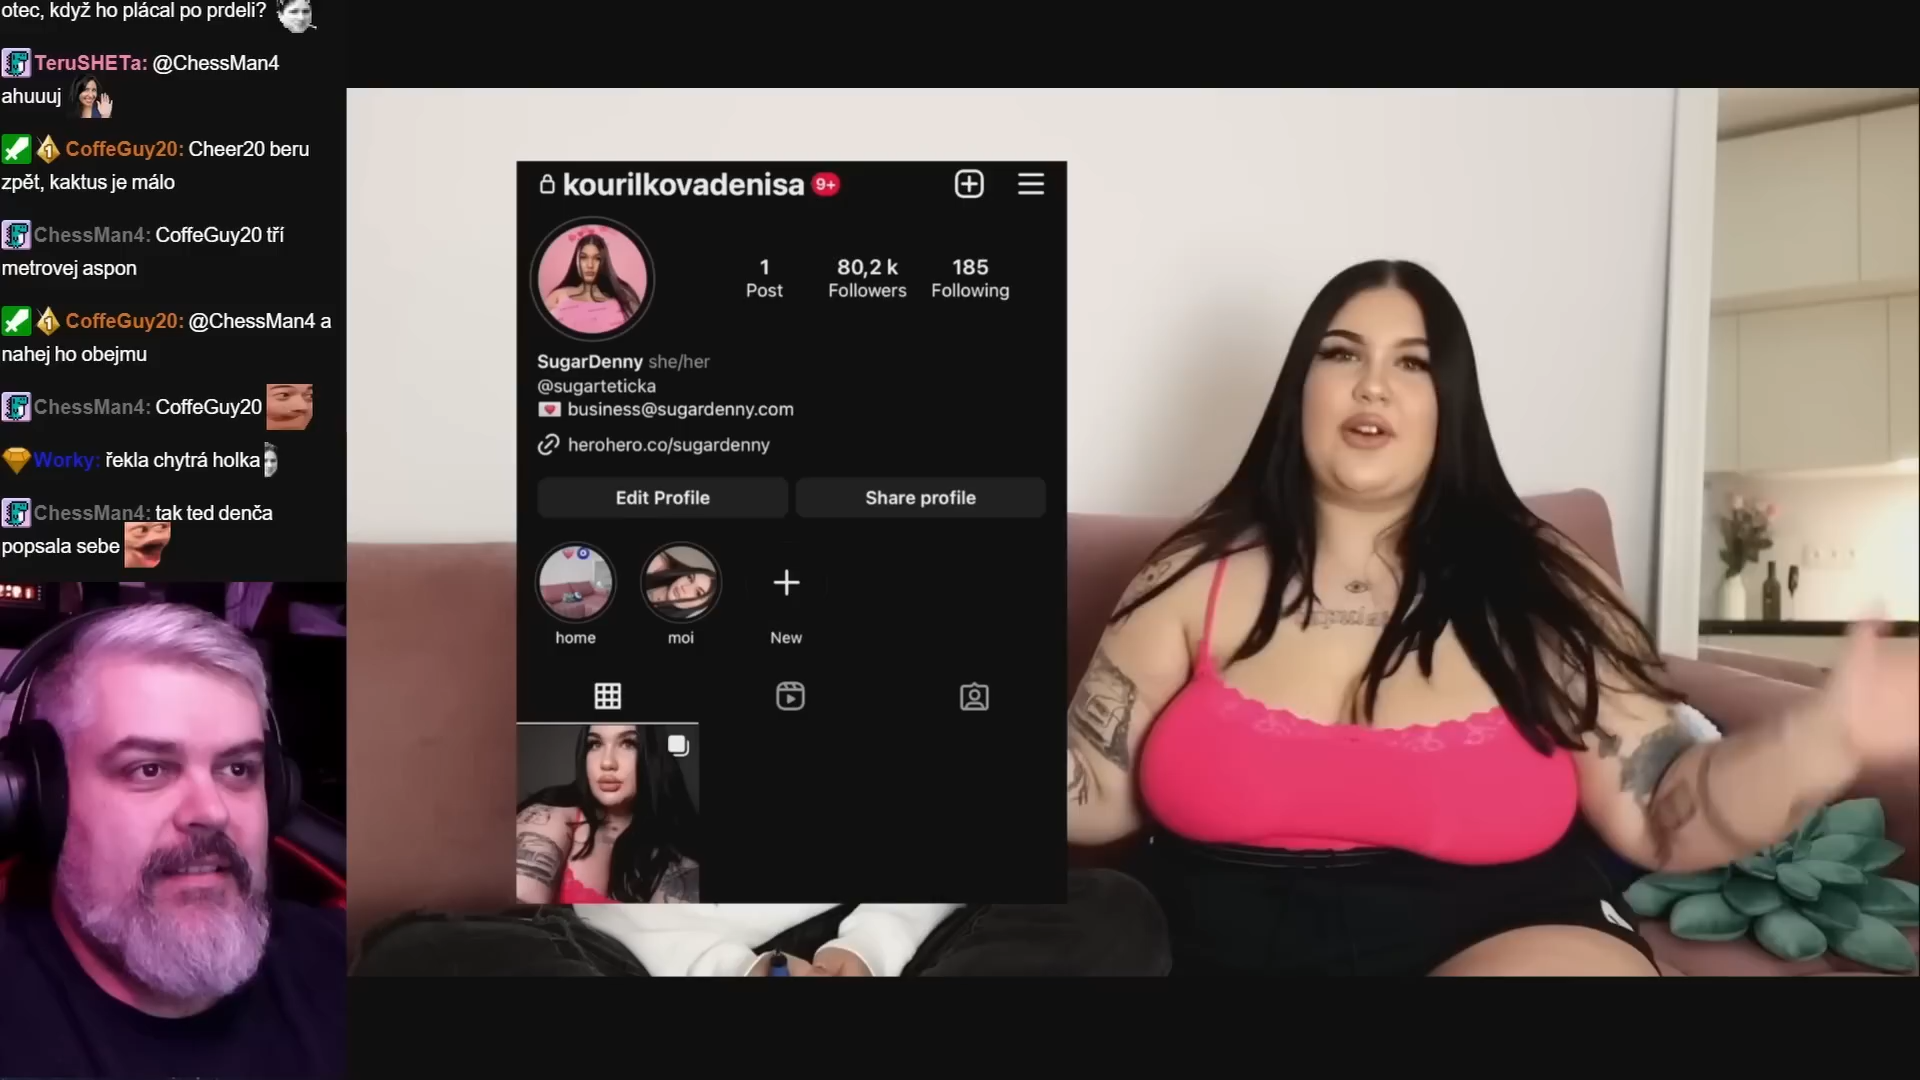 otec, když ho plácal po prdeli?
TeruSHETa: @ChessMan4
ahuuuj
CoffeGuy20: Cheer20 beru
zpět, kaktus je málo
ChessMan4: CoffeGuy20 tří
metrovej aspon
CoffeGuy20: @ChessMan4 a
nahej ho obejmu
ChessMan4: CoffeGuy20
Worky: řekla chytrá holka
ChessMan4: tak ted denča
popsala sebe
kourilkovadenisa 9+
1 80,2 k 185
Post Followers Following
SugarDenny she/her
@sugarteticka
business@sugardenny.com
herohero.co/sugardenny
Edit Profile Share profile
home moi New